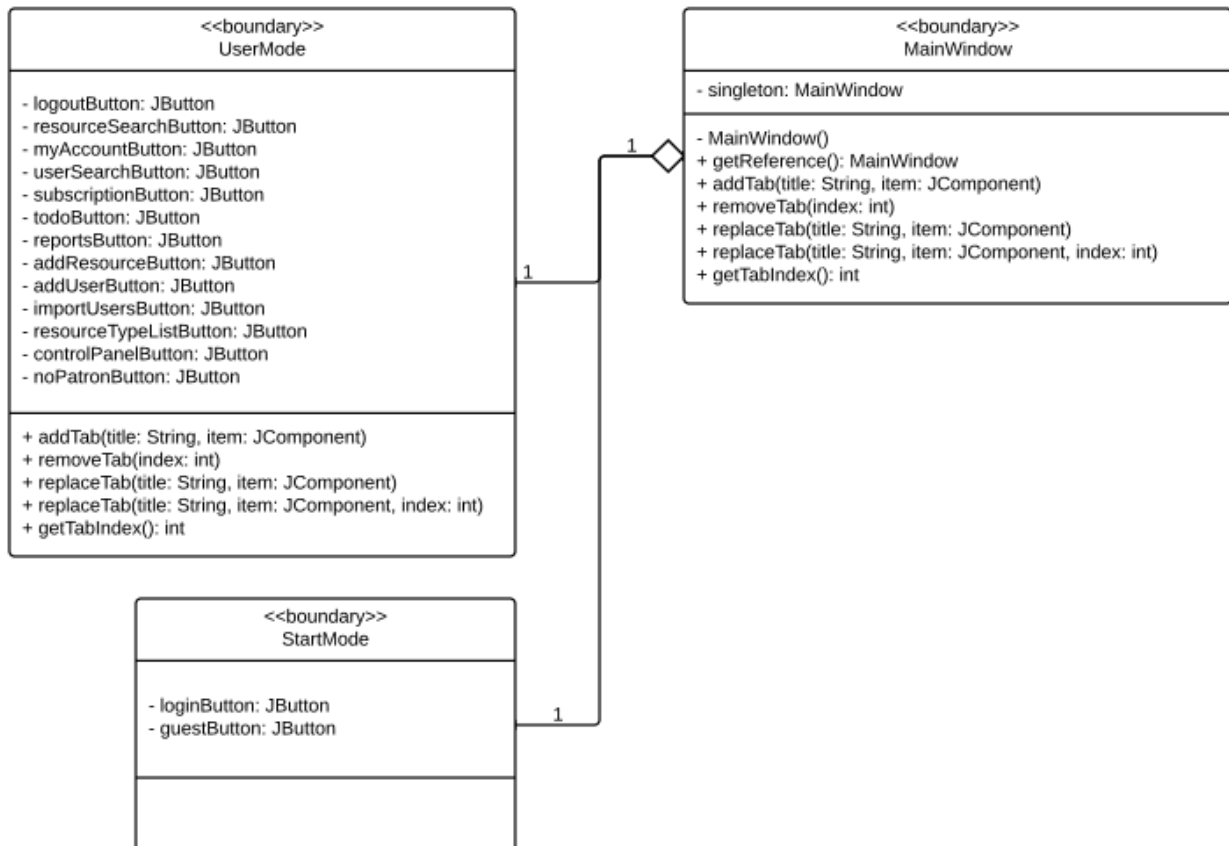 <<boundary>>
UserMode
- logoutButton: JButton
- resourceSearchButton: JButton
- myAccountButton: JButton
- userSearchButton: JButton
- subscriptionButton: JButton
- todoButton: JButton
- reportsButton: JButton
- addResourceButton: JButton
- addUserButton: JButton
- importUsersButton: JButton
- resourceTypeListButton: JButton
- controlPanelButton: JButton
- noPatronButton: JButton
+ addTab(title: String, item: JComponent)
+ removeTab(index: int)
+ replaceTab(title: String, item: JComponent)
+ replaceTab(title: String, item: JComponent, index: int)
+ getTabIndex(): int
1
1
<<boundary>>
MainWindow
- singleton: MainWindow
- MainWindow()
+ getReference(): MainWindow
+ addTab(title: String, item: JComponent)
+ removeTab(index: int)
+ replaceTab(title: String, item: JComponent)
+ replaceTab(title: String, item: JComponent, index: int)
+ getTabIndex(): int
<<boundary>>
StartMode
- loginButton: JButton
- guestButton: JButton
1